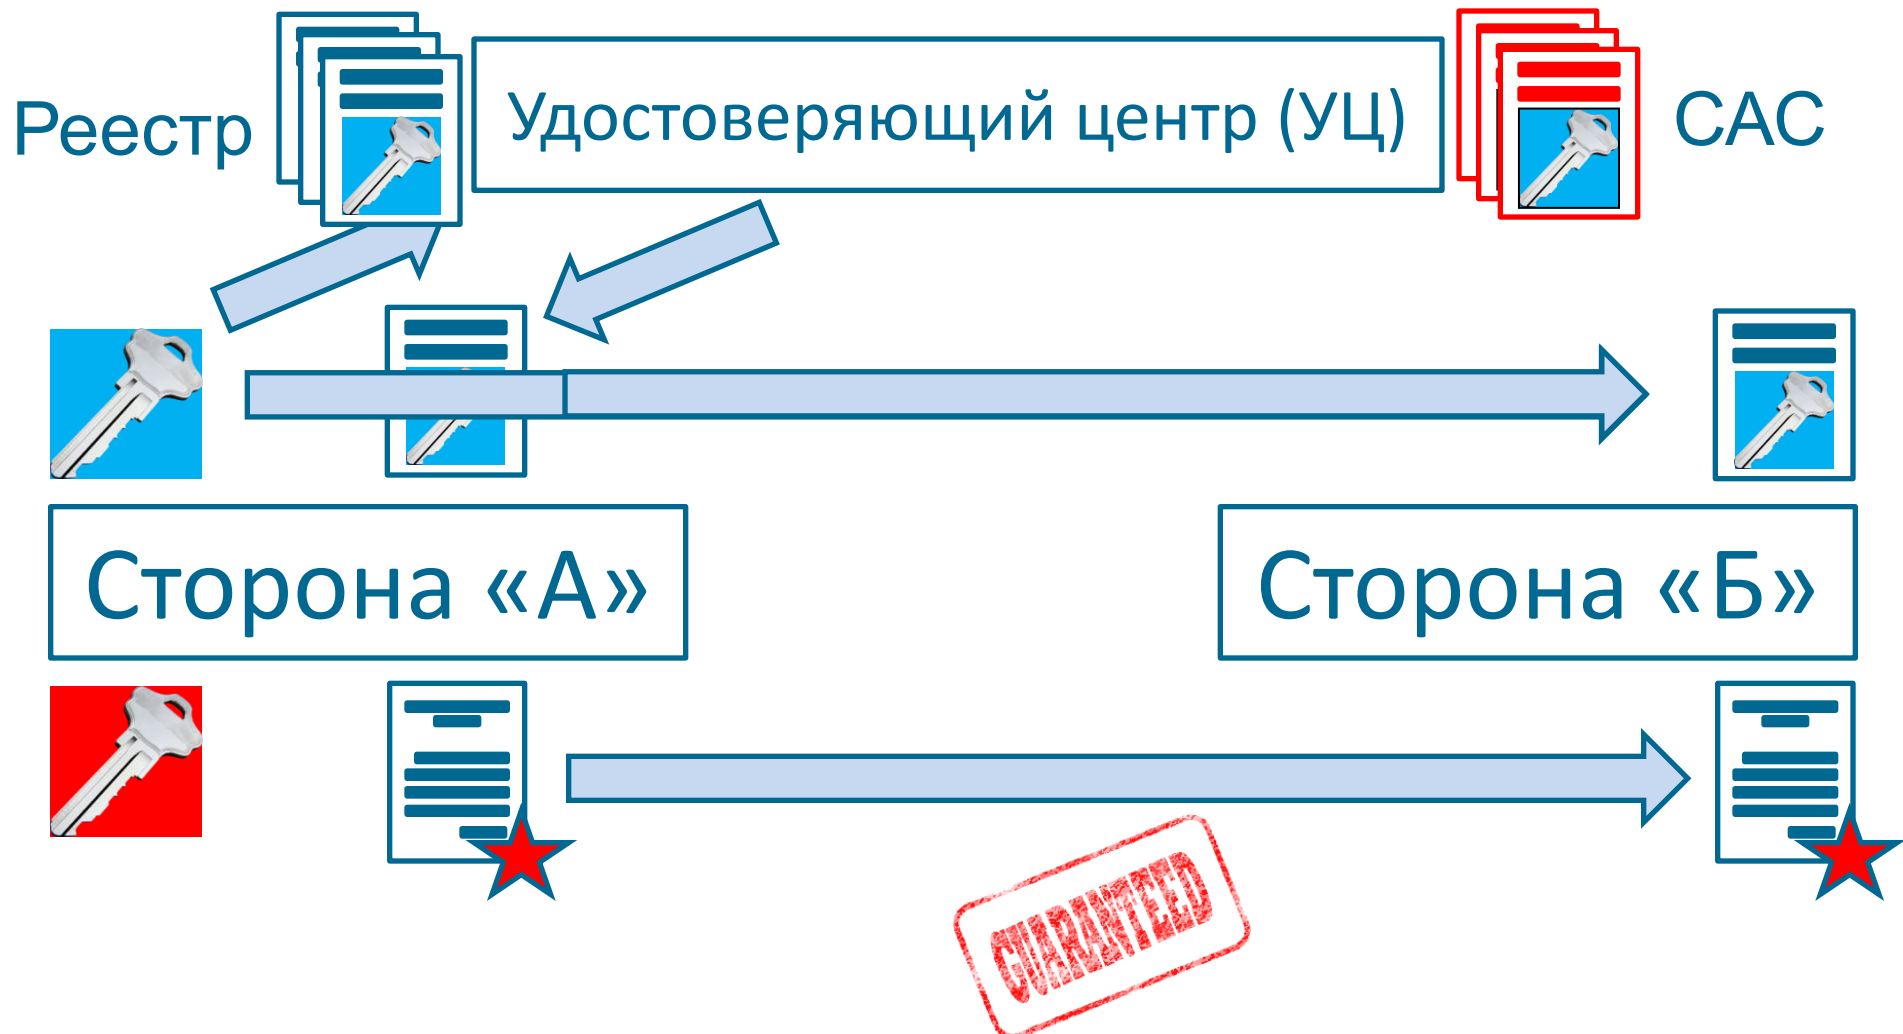 Реестр
Удостоверяющий центр (УЦ)
САС
Сторона «А»
Сторона «Б»
GUARANTEED